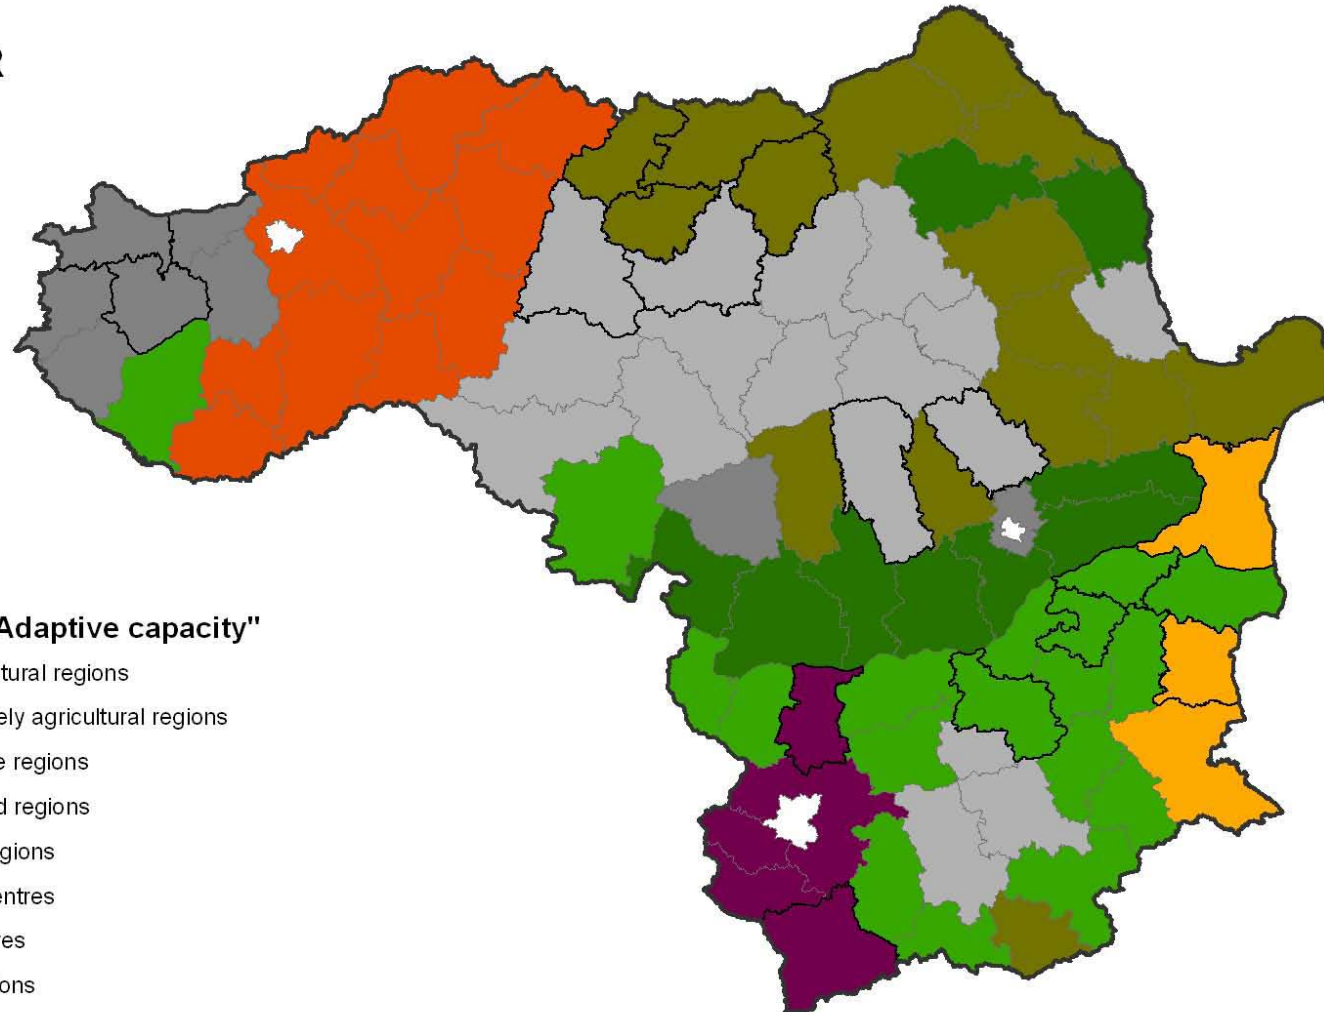 R
Adaptive capacity"
tural regions
ely agricultural regions
e regions
d regions
gions
entres
es
ons